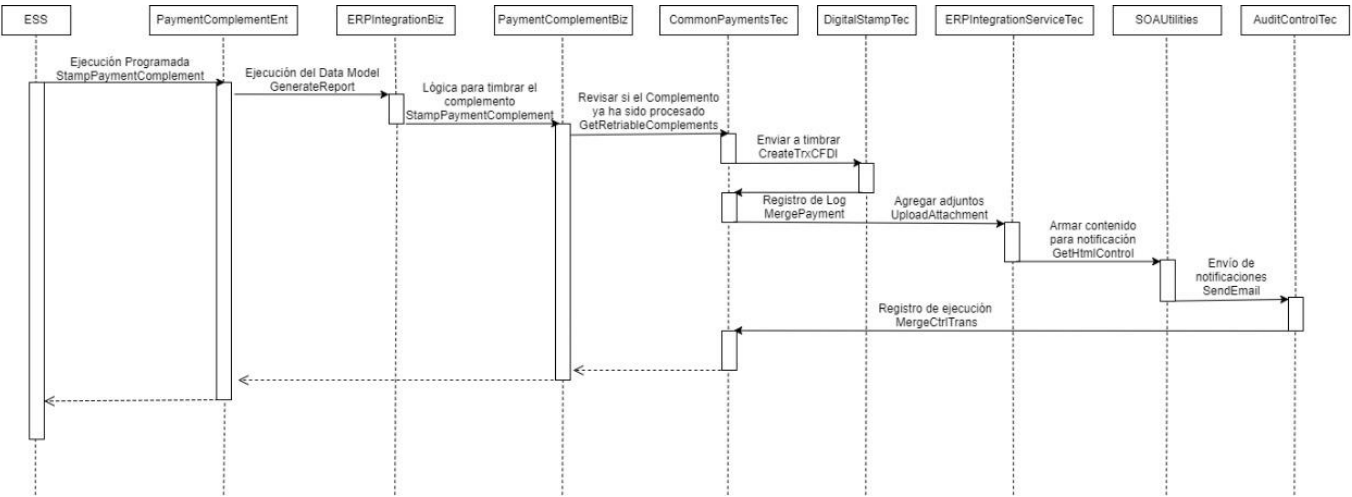 ESS
PaymentComplementEnt
ERPIntegrationBiz
PaymentComplementBiz
CommonPaymentsTec
DigitalStampTec
ERPIntegrationServiceTec
SOAUtilities
AuditControlTec
Ejecución Programada
StampPaymentComplement
Ejecución del Data Model
GenerateReport
Lógica para timbrar el
complemento
StampPaymentComplement
Revisar si el Complemento
ya ha sido procesado
GetRetriableComplements
Enviar a timbrar
CreateTrxCFDI
Registro de Log
MergePayment
Agregar adjuntos
UploadAttachment
Armar contenido
para notificación
GetHtmlControl
Envío de
notificaciones
SendEmail
Registro de ejecución
MergeCtrlTrans